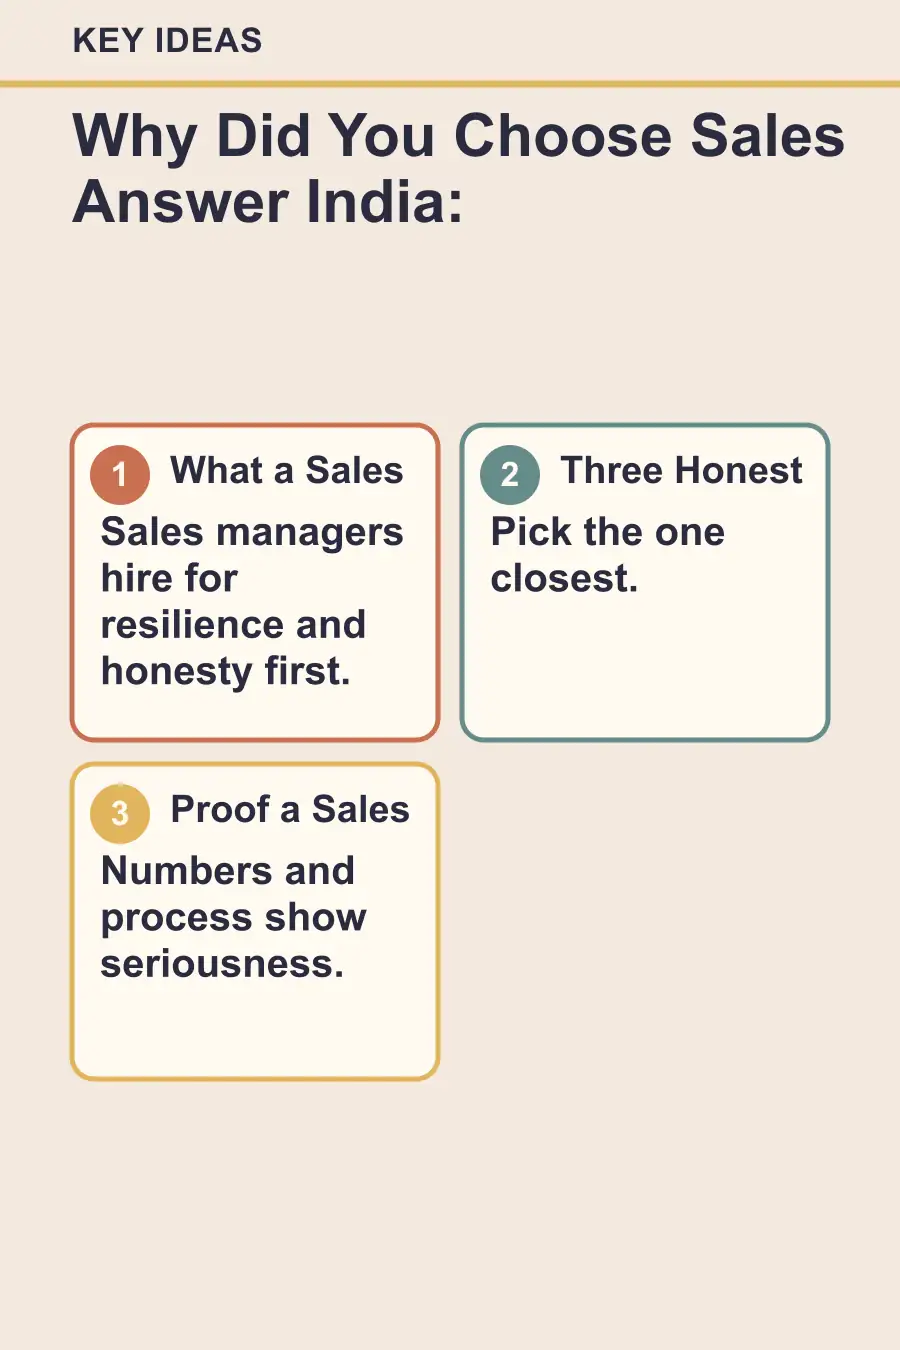 KEY IDEAS
Why Did You Choose Sales
Answer India:
1 What a Sales
Sales managers
hire for
resilience and
honesty first.
2 Three Honest
Pick the one
closest.
3 Proof a Sales
Numbers and
process show
seriousness.